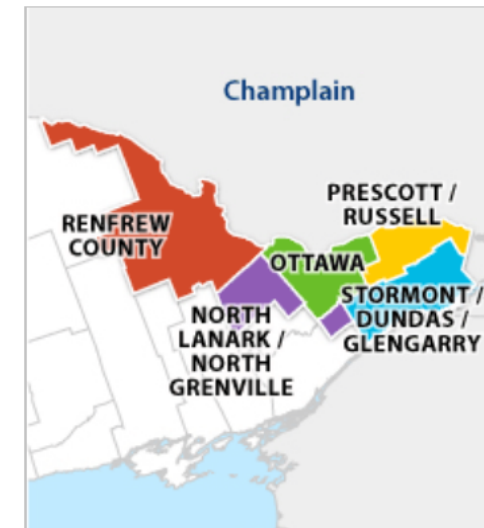 Champlain
PRESCOTT /
RUSSELL
RENFREW
COUNTY
OTTAWA
STORMONT /
DUNDAS /
GLENGARRY
NORTH
LANARK /
NORTH
GRENVILLE